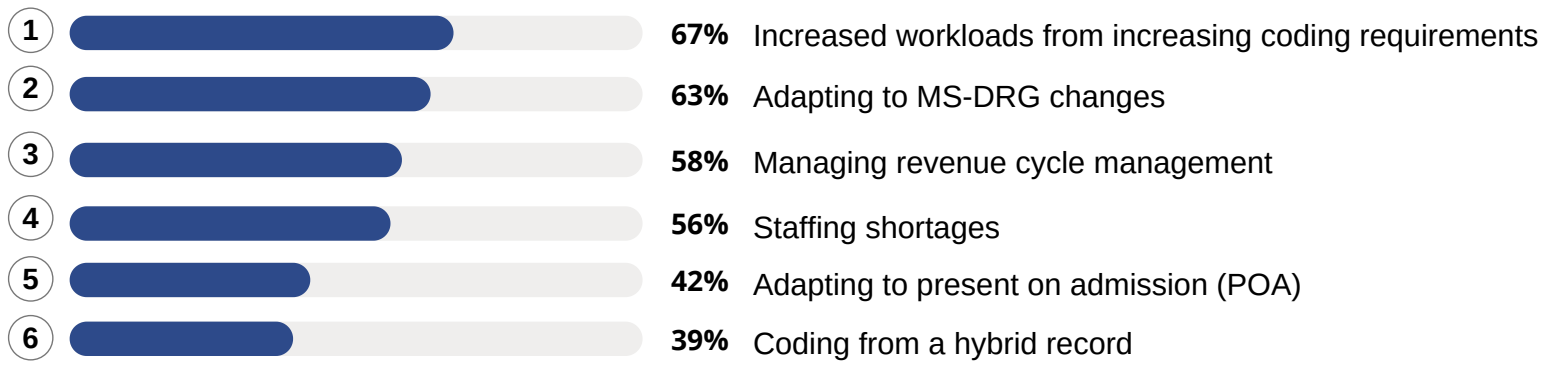 1 67% Increased workloads from increasing coding requirements
2 63% Adapting to MS-DRG changes
3 58% Managing revenue cycle management
4 56% Staffing shortages
5 42% Adapting to present on admission (POA)
6 39% Coding from a hybrid record